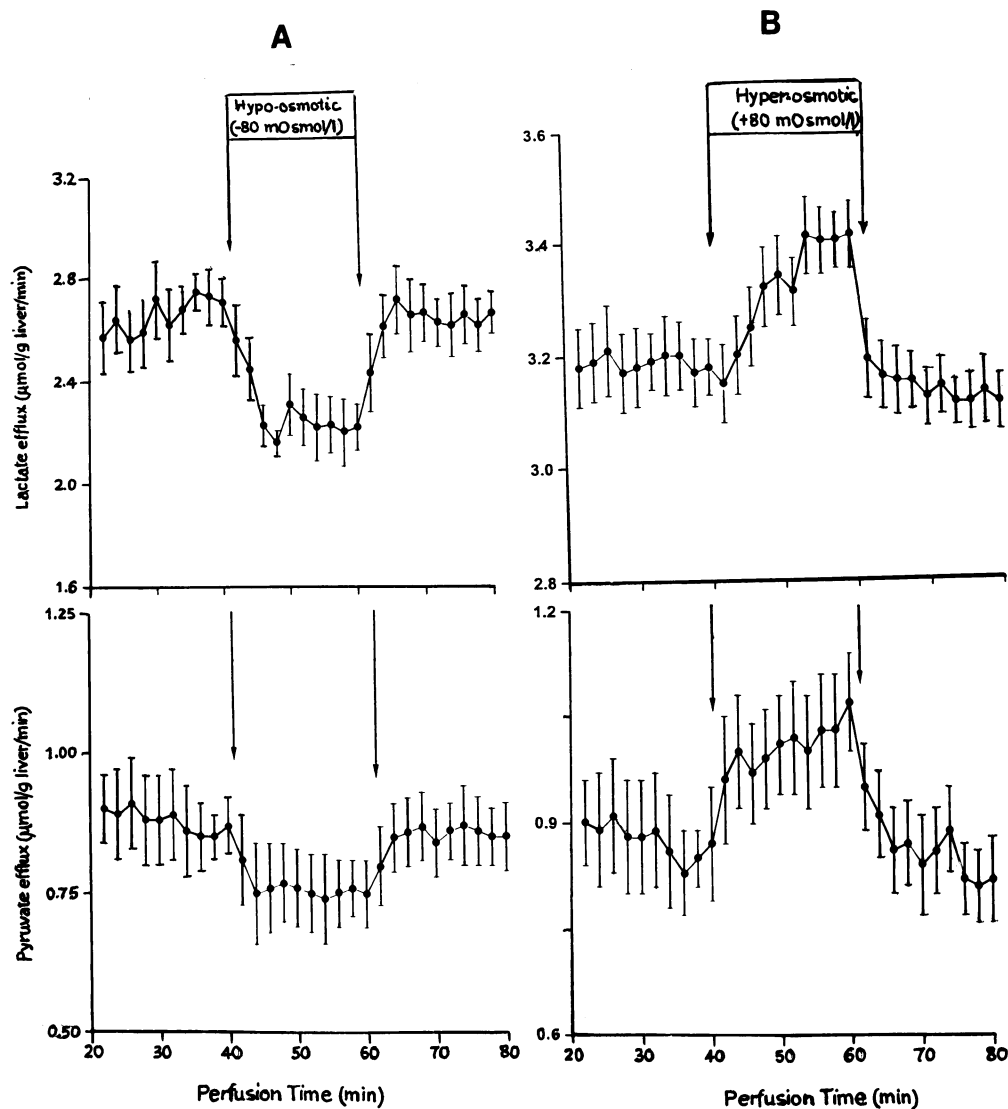 A
B
Hypo-osmotic
(-80 mOsmol/l)
Hyperosmotic
(+80 mOsmol/l)
3.2
2.8
2.4
2.0
1.6
Lactate efflux (μmol/g liver/min)
3.6
3.4
3.2
3.0
2.8
1.25
1.00
0.75
0.50
Pyruvate efflux (μmol/g liver/min)
1.2
0.9
0.6
20 30 40 50 60 70 80
Perfusion Time (min)
20 30 40 50 60 70 80
Perfusion Time (min)